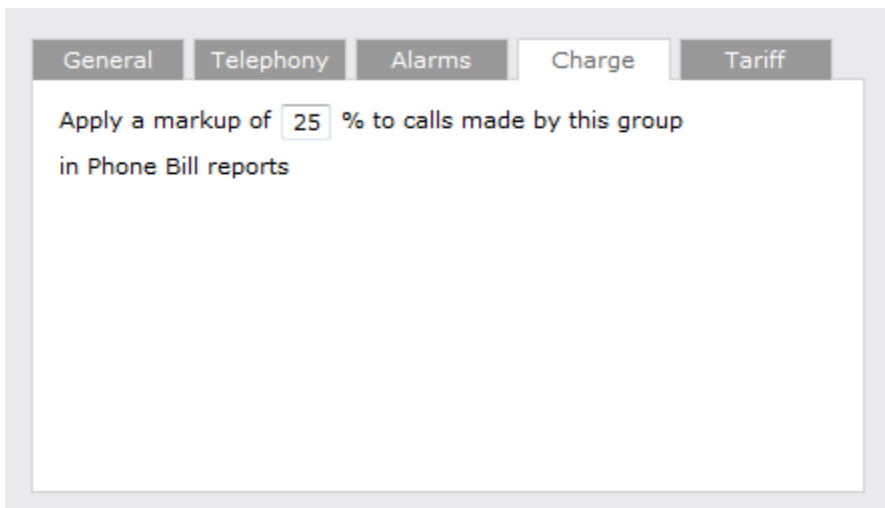 General Telephony Alarms Charge Tariff
Apply a markup of 25 % to calls made by this group
in Phone Bill reports